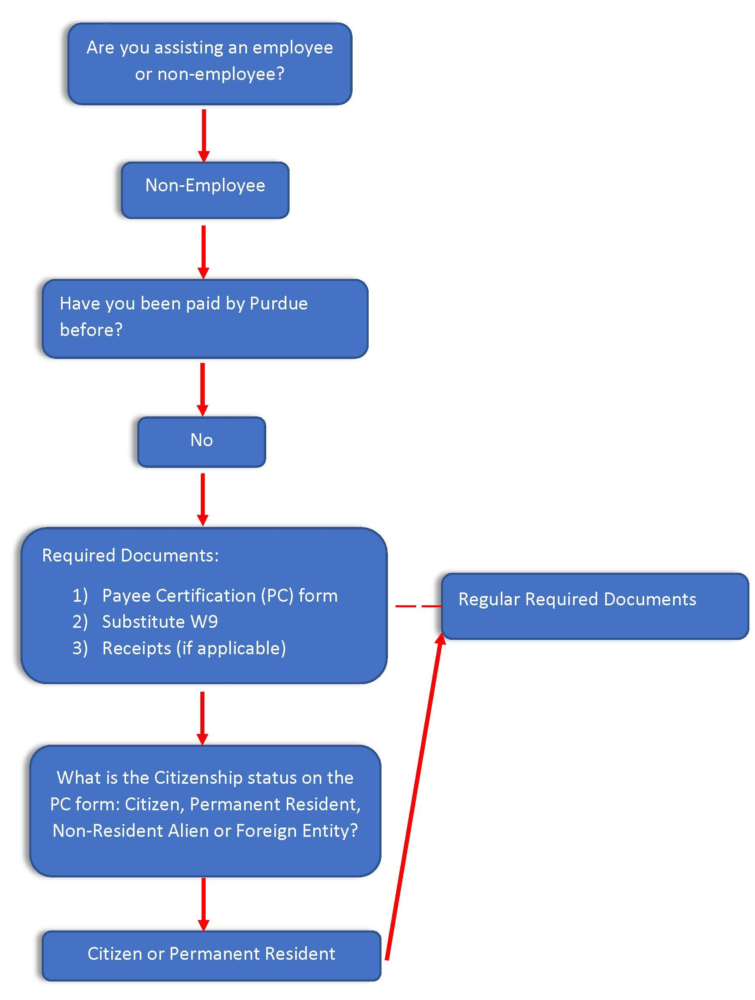 Are you assisting an employee
or non-employee?
Non-Employee
Have you been paid by Purdue
before?
No
Required Documents:
1) Payee Certification (PC) form
2) Substitute W9
3) Receipts (if applicable)
Regular Required Documents
What is the Citizenship status on the
PC form: Citizen, Permanent Resident,
Non-Resident Alien or Foreign Entity?
Citizen or Permanent Resident